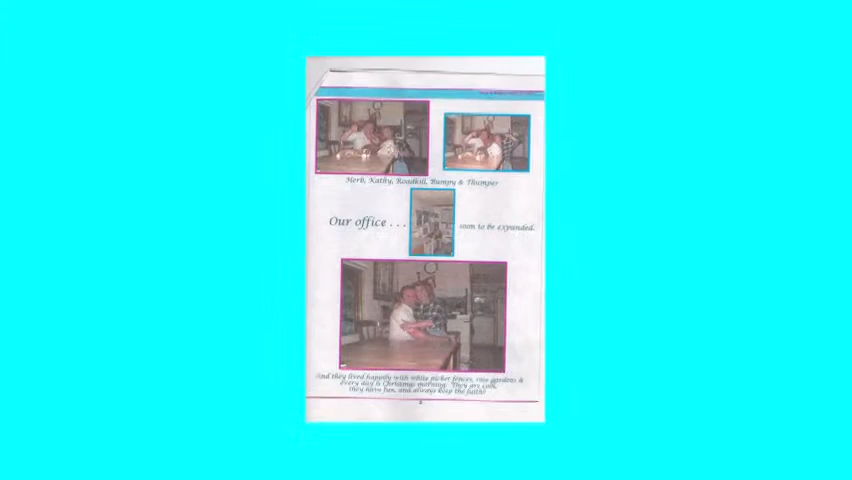 Herb, Kathy, Roadkill, Bumpy & Thumper
Our office . . . soon to be expanded.
And they lived happily with white picket fences, rose gardens &
every day is Christmas morning. They are cool,
they have fun, and always keep the faith!